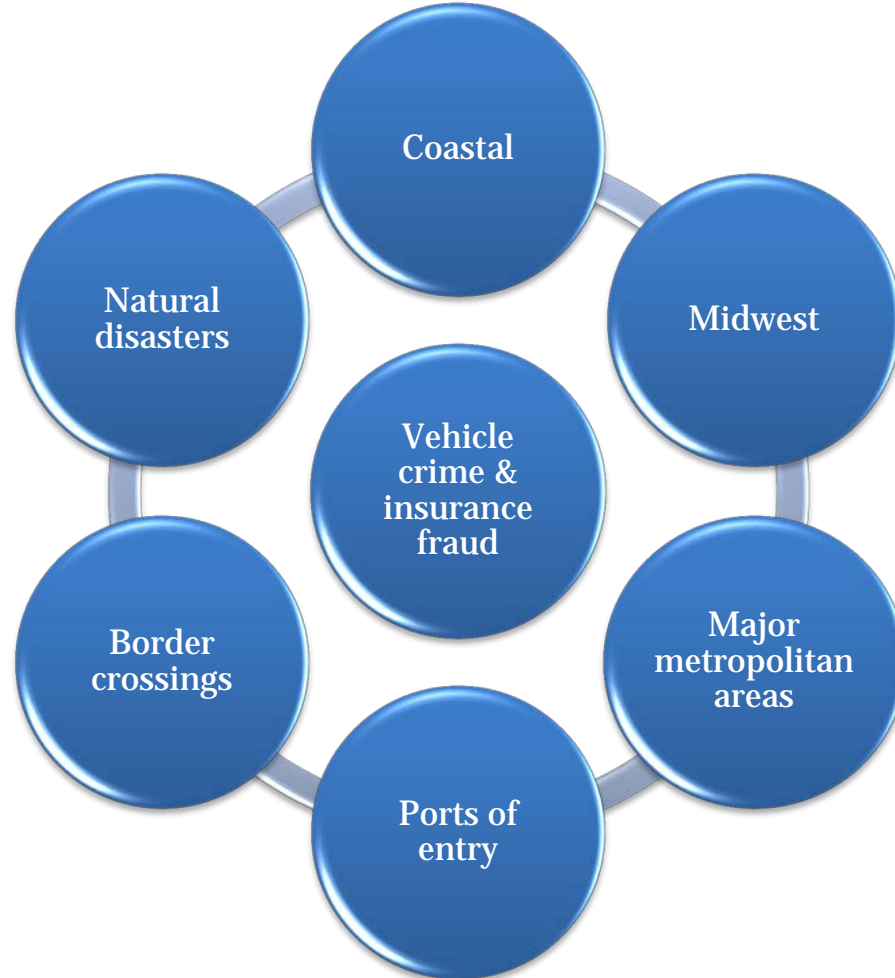 Coastal
Natural
disasters
Midwest
Vehicle
crime &
insurance
fraud
Border
crossings
Major
metropolitan
areas
Ports of
entry